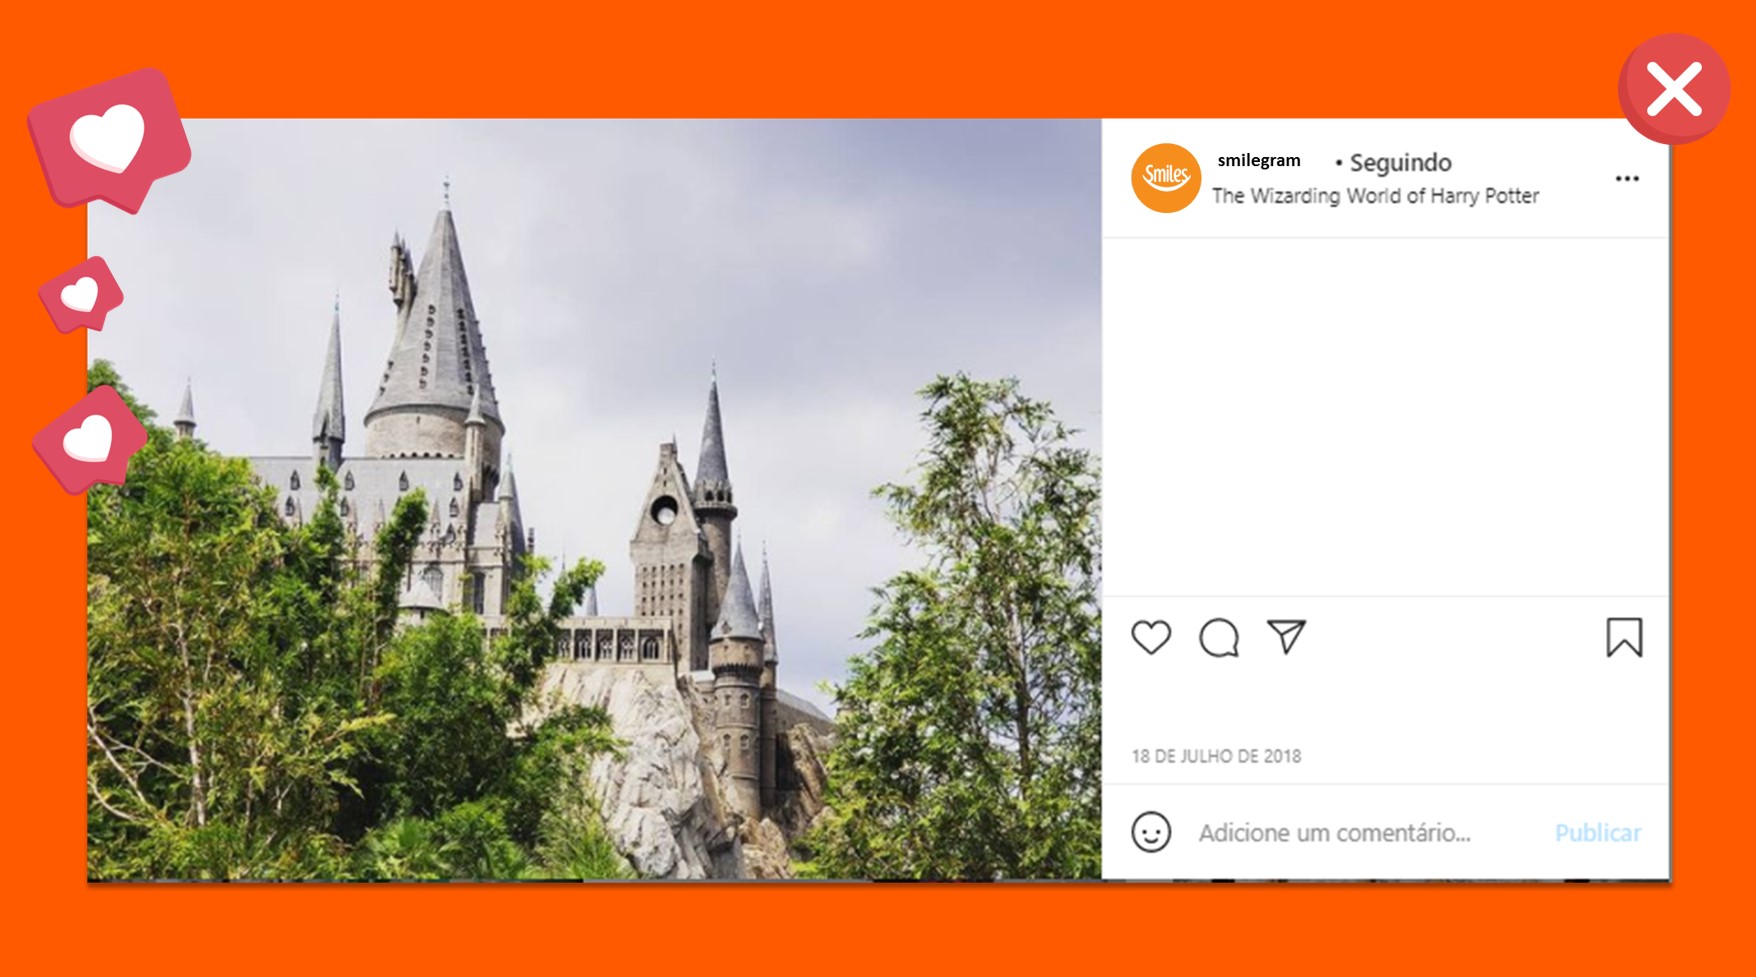 Smiles
smilegram • Seguindo
The Wizarding World of Harry Potter
18 DE JULHO DE 2018
Adicione um comentário... Publicar